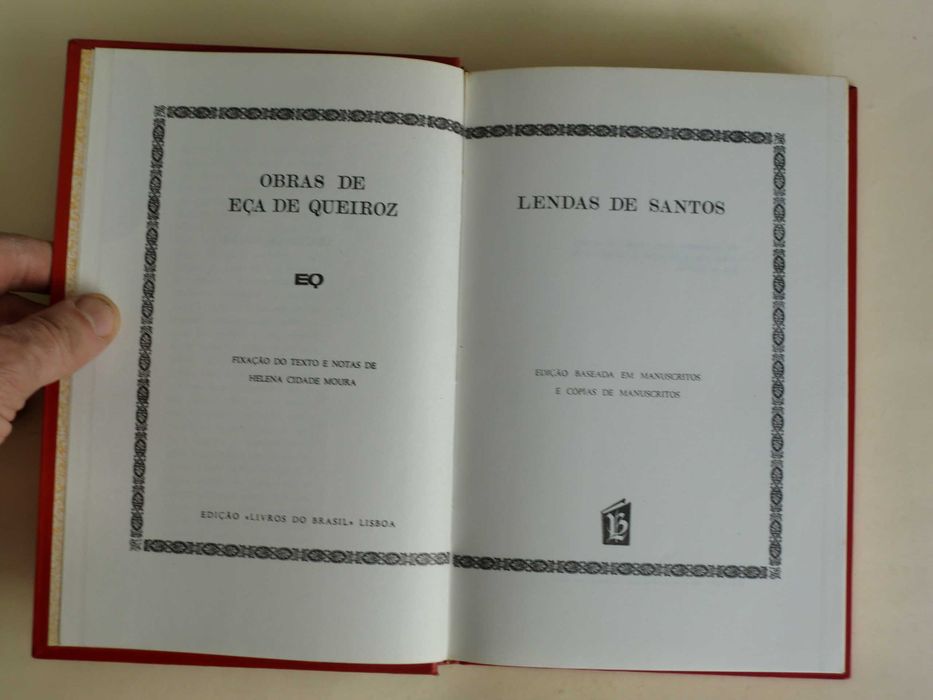 OBRAS DE
EÇA DE QUEIROZ
EQ
FIXAÇÃO DO TEXTO E NOTAS DE
HELENA CIDADE MOURA
EDIÇÃO «LIVROS DO BRASIL» LISBOA
LENDAS DE SANTOS
EDIÇÃO BASEADA EM MANUSCRITOS
E CÓPIAS DE MANUSCRITOS
B